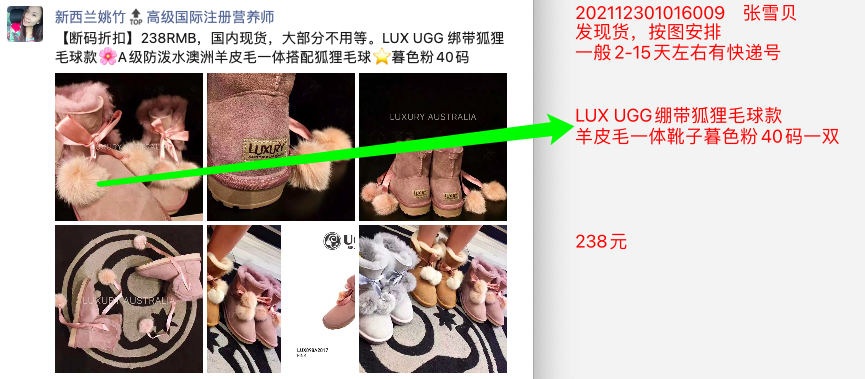 新西兰姚竹🔝高级国际注册营养师
【断码折扣】238RMB，国内现货，大部分不用等。LUX UGG 绑带狐狸
毛球款🌸A级防泼水澳洲羊皮毛一体搭配狐狸毛球⭐暮色粉40码
LUXURY AUSTRALIA
LUXURY
LUXURY AUSTRALIA
LUXURY AUSTRALIA
LUX098A2017
202112301016009 张雪贝
发现货，按图安排
一般2-15天左右有快递号
LUX UGG绷带狐狸毛球款
羊皮毛一体靴子暮色粉40码一双
238元